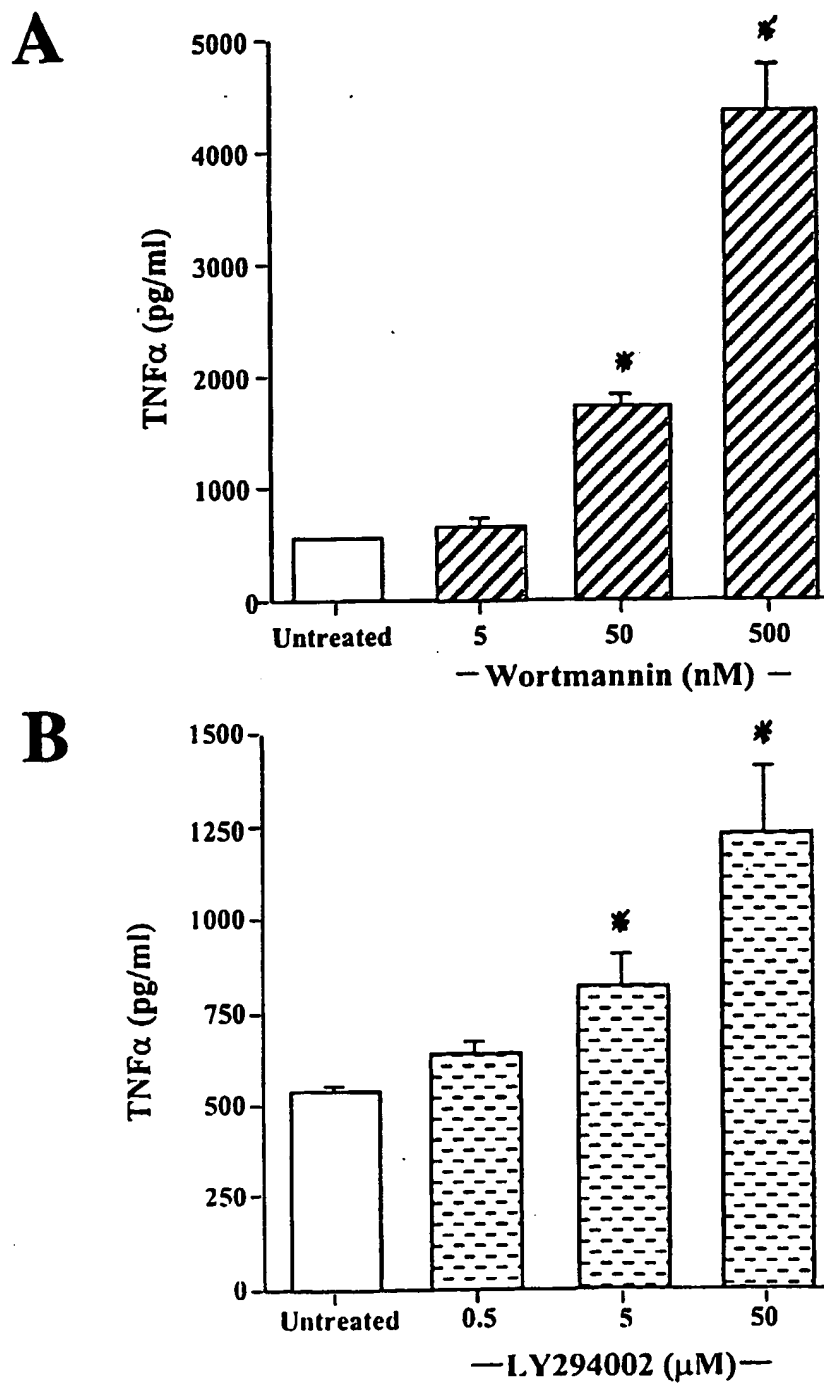 A
TNFα (pg/ml)
5000
4000
3000
2000
1000
0
*
*
Untreated
5
50
500
— Wortmannin (nM) —
B
TNFα (pg/ml)
1500
1250
1000
750
500
250
0
*
*
Untreated
0.5
5
50
—LY294002 (μM)—